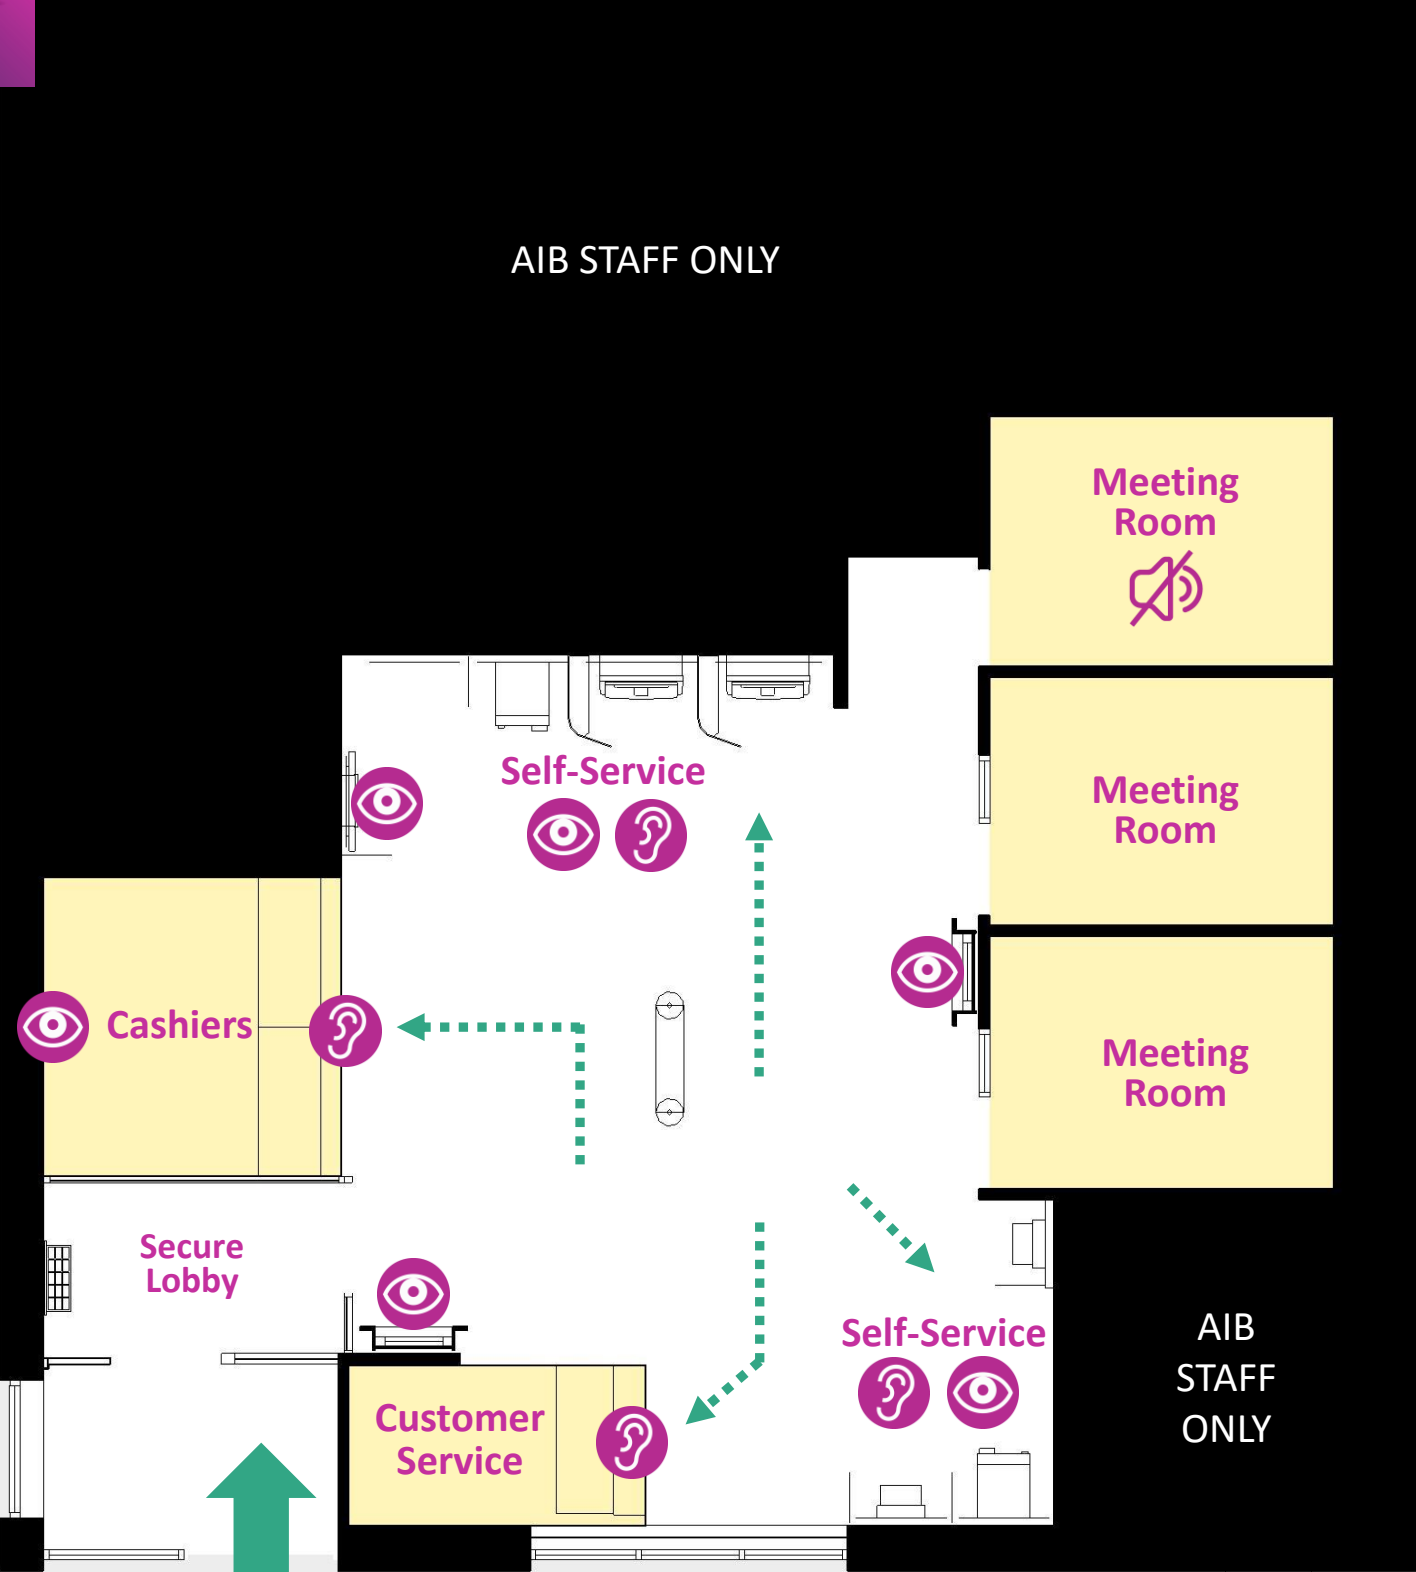 AIB STAFF ONLY
Meeting
Room
Self-Service
Meeting
Room
Cashiers
Meeting
Room
Secure
Lobby
Self-Service
AIB
STAFF
ONLY
Customer
Service